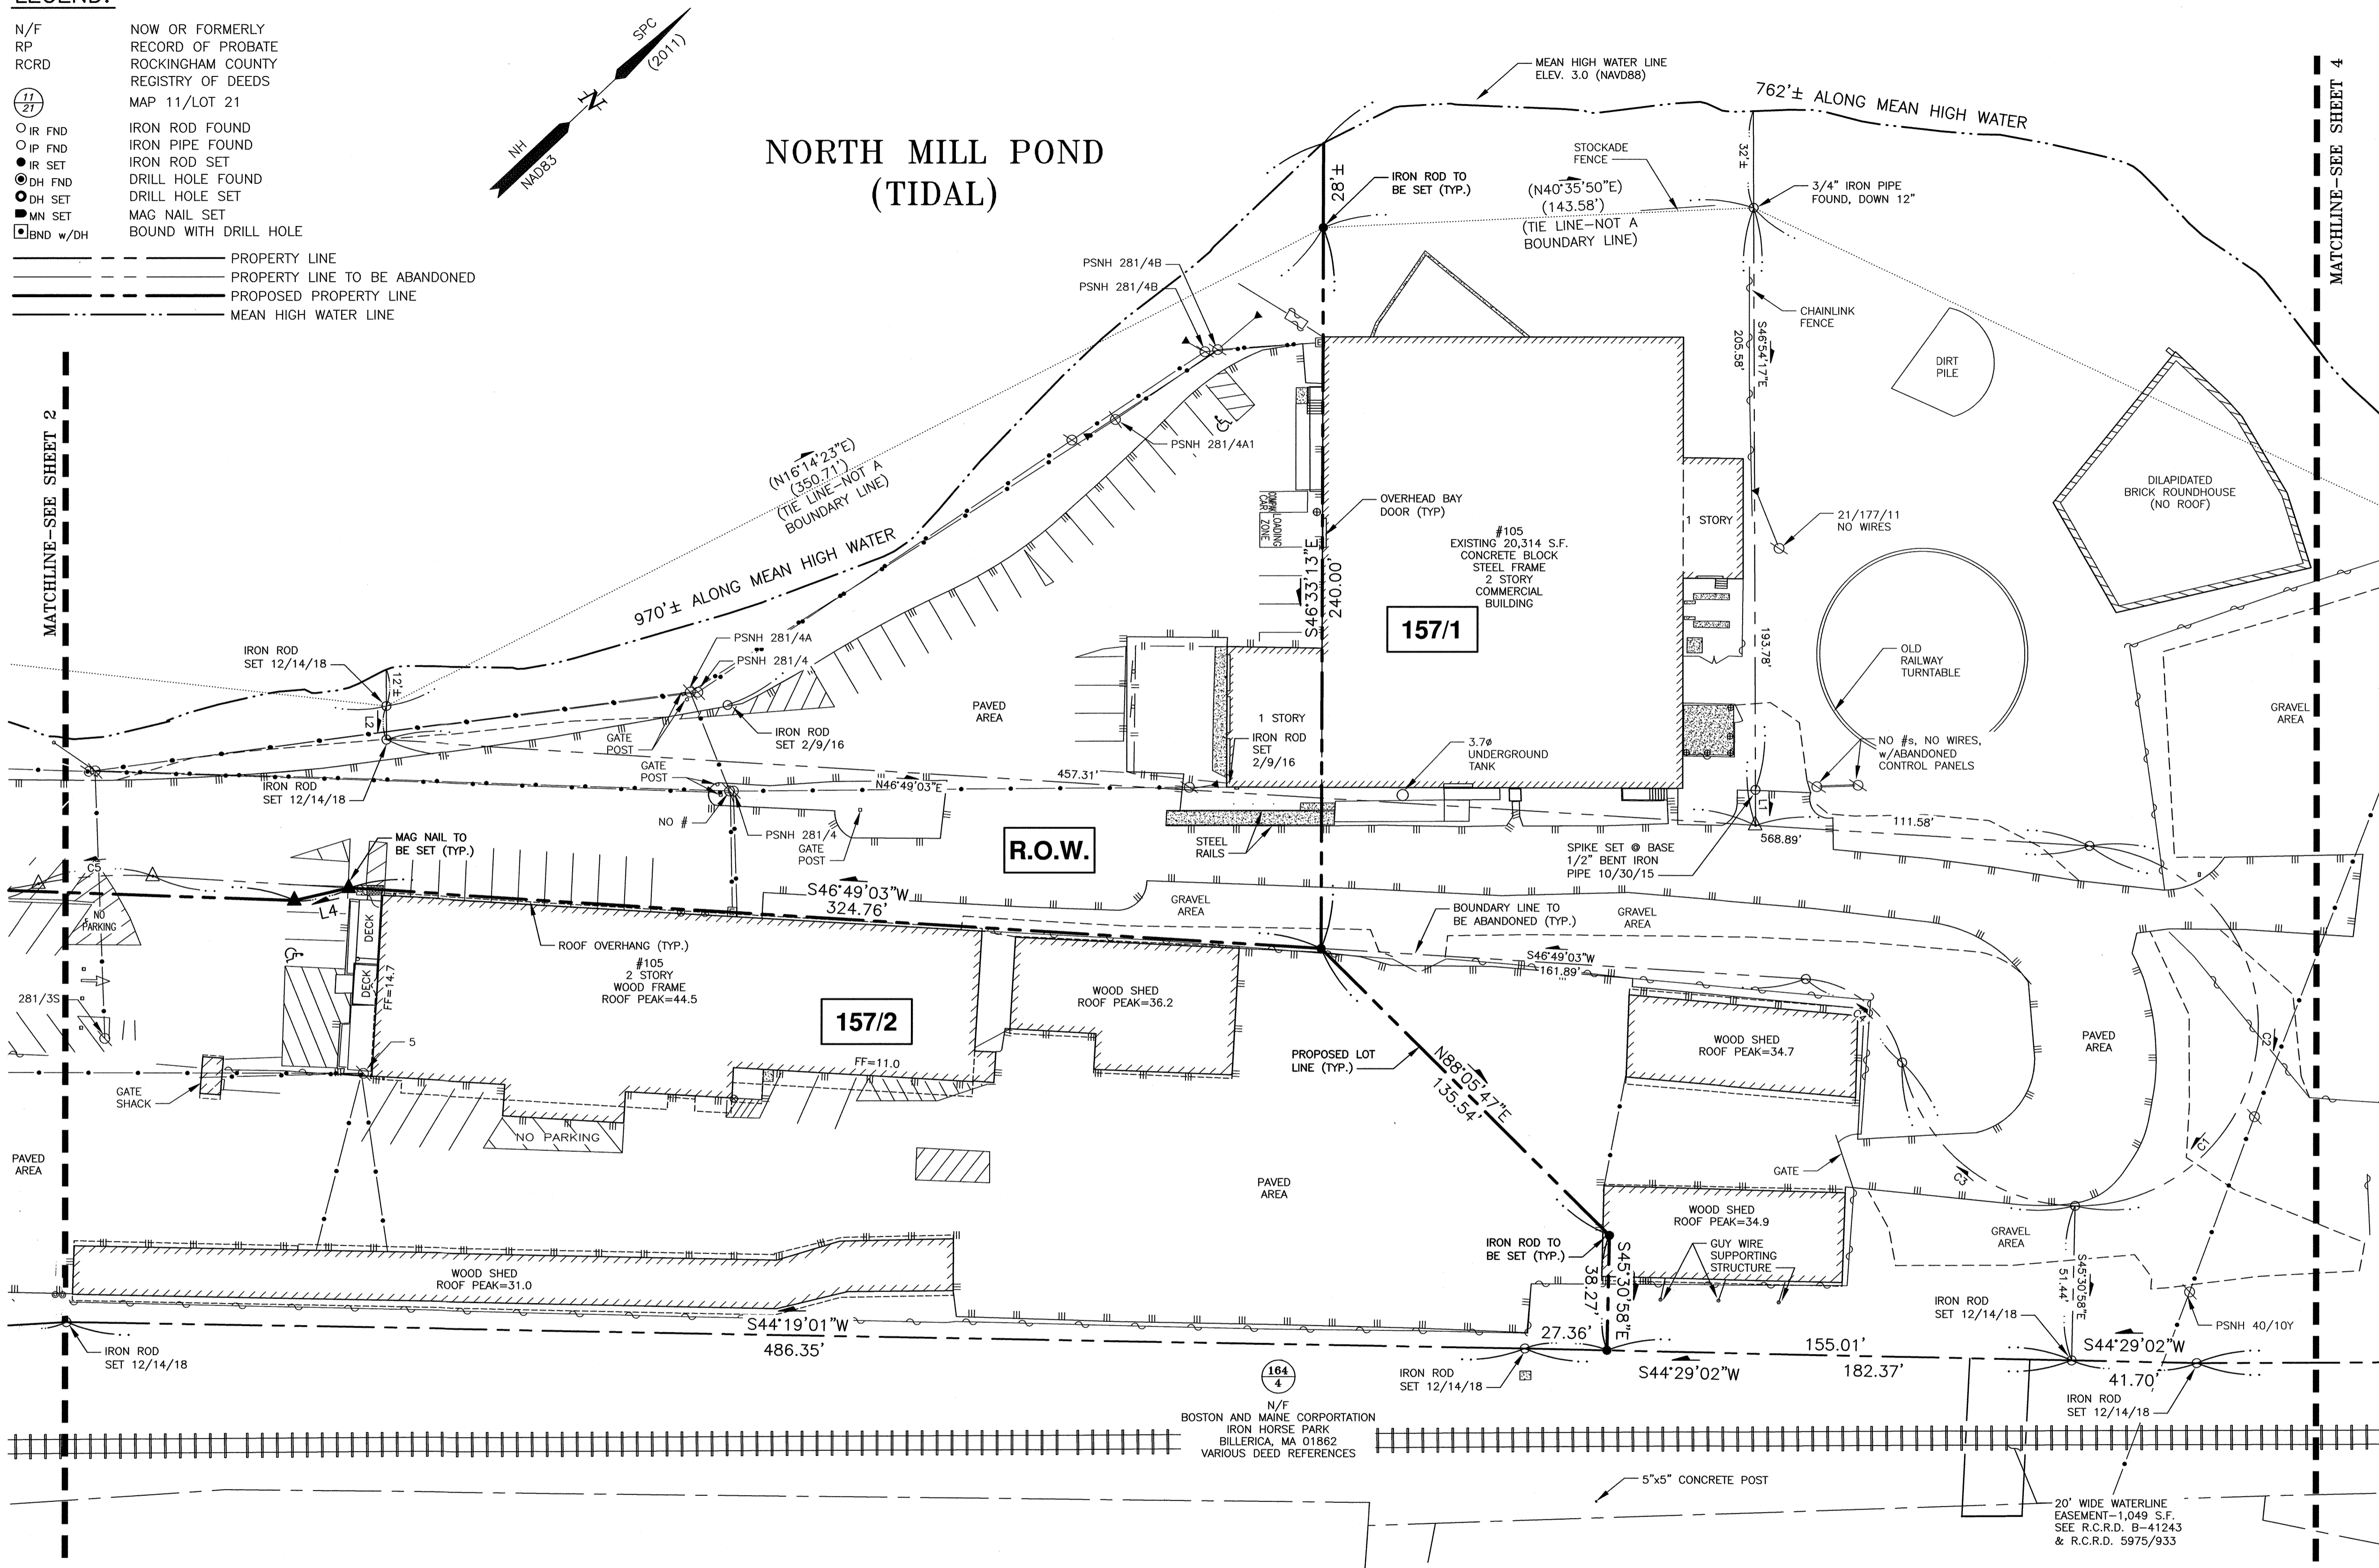 LEGEND:
N/F NOW OR FORMERLY
RP RECORD OF PROBATE
RCRD ROCKINGHAM COUNTY
REGISTRY OF DEEDS
11
21
MAP 11/LOT 21
IR FND IRON ROD FOUND
IP FND IRON PIPE FOUND
IR SET IRON ROD SET
DH FND DRILL HOLE FOUND
DH SET DRILL HOLE SET
MN SET MAG NAIL SET
BND w/DH BOUND WITH DRILL HOLE
PROPERTY LINE
PROPERTY LINE TO BE ABANDONED
PROPOSED PROPERTY LINE
MEAN HIGH WATER LINE
SPC
(2011)
N
NH
NAD83
NORTH MILL POND
(TIDAL)
MEAN HIGH WATER LINE
ELEV. 3.0 (NAVD88)
762'± ALONG MEAN HIGH WATER
MATCHLINE-SEE SHEET 4
STOCKADE
FENCE
32'±
28'±
IRON ROD TO
BE SET (TYP.)
(N40°35'50"E)
(143.58')
(TIE LINE-NOT A
BOUNDARY LINE)
3/4" IRON PIPE
FOUND, DOWN 12"
PSNH 281/4B
PSNH 281/4B
CHAINLINK
FENCE
S46°54'17"E
205.58'
DIRT
PILE
MATCHLINE-SEE SHEET 2
PSNH 281/4A1
(N16°14'23"E)
(350.71')
(TIE LINE-NOT A
BOUNDARY LINE)
970'± ALONG MEAN HIGH WATER
COMPACT
CAR
LOADING
ZONE
OVERHEAD BAY
DOOR (TYP)
S46°33'13"E
240.00'
#105
EXISTING 20,314 S.F.
CONCRETE BLOCK
STEEL FRAME
2 STORY
COMMERCIAL
BUILDING
157/1
1 STORY
21/177/11
NO WIRES
DILAPIDATED
BRICK ROUNDHOUSE
(NO ROOF)
193.78'
OLD
RAILWAY
TURNTABLE
GRAVEL
AREA
IRON ROD
SET 12/14/18
12'±
L2
PSNH 281/4A
PSNH 281/4
IRON ROD
SET 2/9/16
GATE
POST
PAVED
AREA
1 STORY
IRON ROD
SET
2/9/16
3.7ø
UNDERGROUND
TANK
NO #s, NO WIRES,
w/ABANDONED
CONTROL PANELS
IRON ROD
SET 12/14/18
GATE
POST
457.31'
N46°49'03"E
NO #
PSNH 281/4
GATE
POST
R.O.W.
STEEL
RAILS
L1
111.58'
568.89'
SPIKE SET @ BASE
1/2" BENT IRON
PIPE 10/30/15
MAG NAIL TO
BE SET (TYP.)
C5
L4
NO
PARKING
S46°49'03"W
324.76'
GRAVEL
AREA
BOUNDARY LINE TO
BE ABANDONED (TYP.)
GRAVEL
AREA
S46°49'03"W
161.89'
DECK
DECK
FF=14.7
ROOF OVERHANG (TYP.)
#105
2 STORY
WOOD FRAME
ROOF PEAK=44.5
157/2
WOOD SHED
ROOF PEAK=36.2
WOOD SHED
ROOF PEAK=34.7
C4
C2
PAVED
AREA
281/3S
5
FF=11.0
GATE
SHACK
NO PARKING
PROPOSED LOT
LINE (TYP.)
N88°05'47"E
135.54'
GATE
C1
C3
PAVED
AREA
PAVED
AREA
WOOD SHED
ROOF PEAK=34.9
GRAVEL
AREA
IRON ROD TO
BE SET (TYP.)
GUY WIRE
SUPPORTING
STRUCTURE
S45°30'58"E
38.27'
S45°30'58"E
51.44'
WOOD SHED
ROOF PEAK=31.0
IRON ROD
SET 12/14/18
PSNH 40/10Y
S44°19'01"W
486.35'
27.36'
155.01'
S44°29'02"W
IRON ROD
SET 12/14/18
164
4
IRON ROD
SET 12/14/18
S44°29'02"W
182.37'
41.70'
IRON ROD
SET 12/14/18
N/F
BOSTON AND MAINE CORPORATION
IRON HORSE PARK
BILLERICA, MA 01862
VARIOUS DEED REFERENCES
5"x5" CONCRETE POST
20' WIDE WATERLINE
EASEMENT-1,049 S.F.
SEE R.C.R.D. B-41243
& R.C.R.D. 5975/933